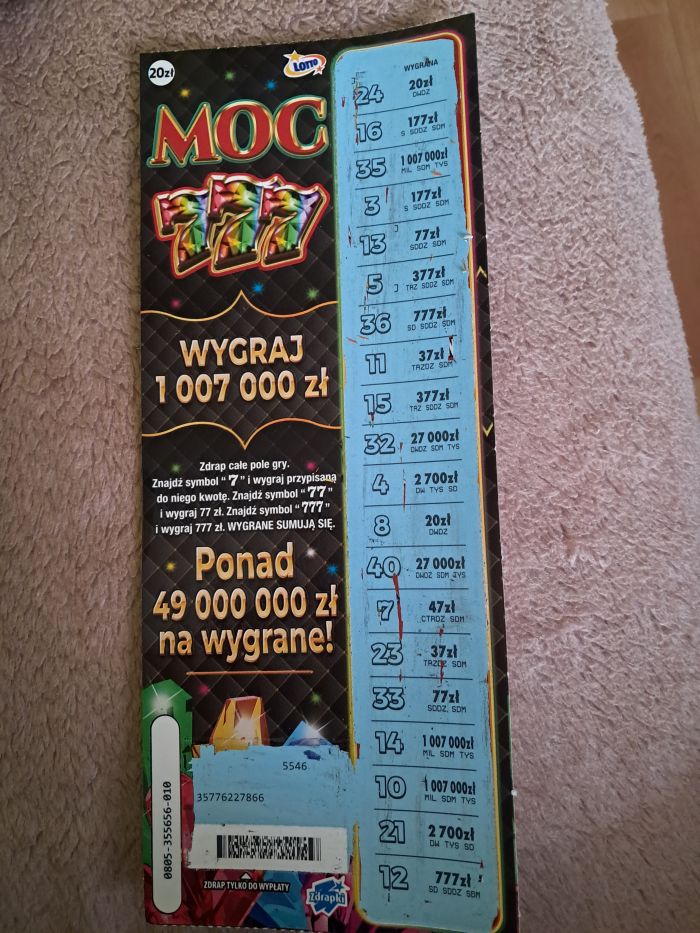 20zł
LOTTO
MOC
777
WYGRAJ
1 007 000 zł
Zdrap całe pole gry.
Znajdź symbol “7” i wygraj przypisaną
do niego kwotę. Znajdź symbol “77”
i wygraj 77 zł. Znajdź symbol “777”
i wygraj 777 zł. WYGRANE SUMUJĄ SIĘ.
Ponad
49 000 000 zł
na wygrane!
5546
35776227866
0805-355656-010
ZDRAP TYLKO DO WYPŁATY
Zdrapki
WYGRANA
24 20zł
DWDZ
16 177zł
S SDDZ SDM
35 1 007 000zł
MIL SDM TYS
3 177zł
S SDDZ SDM
13 77zł
SDDZ SDM
5 377zł
TRZ SDDZ SDM
36 777zł
SD SDDZ SDM
11 37zł
TRZDZ SDM
15 377zł
TRZ SDDZ SDM
32 27 000zł
DWDZ SDM TYS
4 2 700zł
DW TYS SD
8 20zł
DWDZ
40 27 000zł
DWDZ SDM TYS
7 47zł
CTRDZ SDM
23 37zł
TRZDZ SDM
33 77zł
SDDZ SDM
14 1 007 000zł
MIL SDM TYS
10 1 007 000zł
MIL SDM TYS
21 2 700zł
DW TYS SD
12 777zł
SD SDDZ SDM